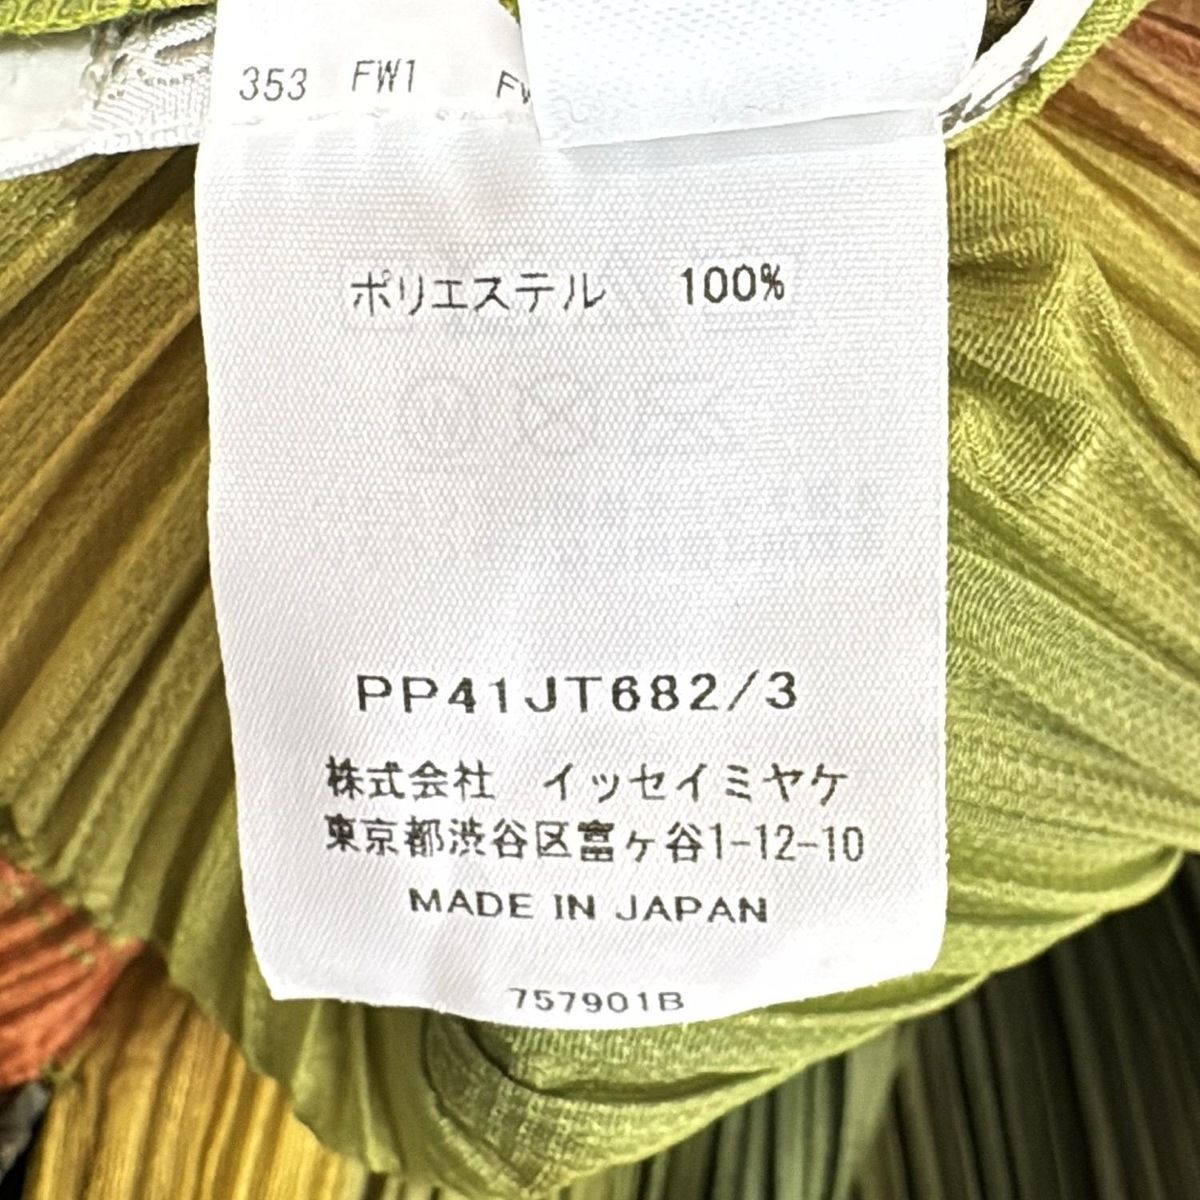 353 FW1
ポリエステル 100%
PP41JT682/3
株式会社 イッセイミヤケ
東京都渋谷区富ヶ谷1-12-10
MADE IN JAPAN
757901B